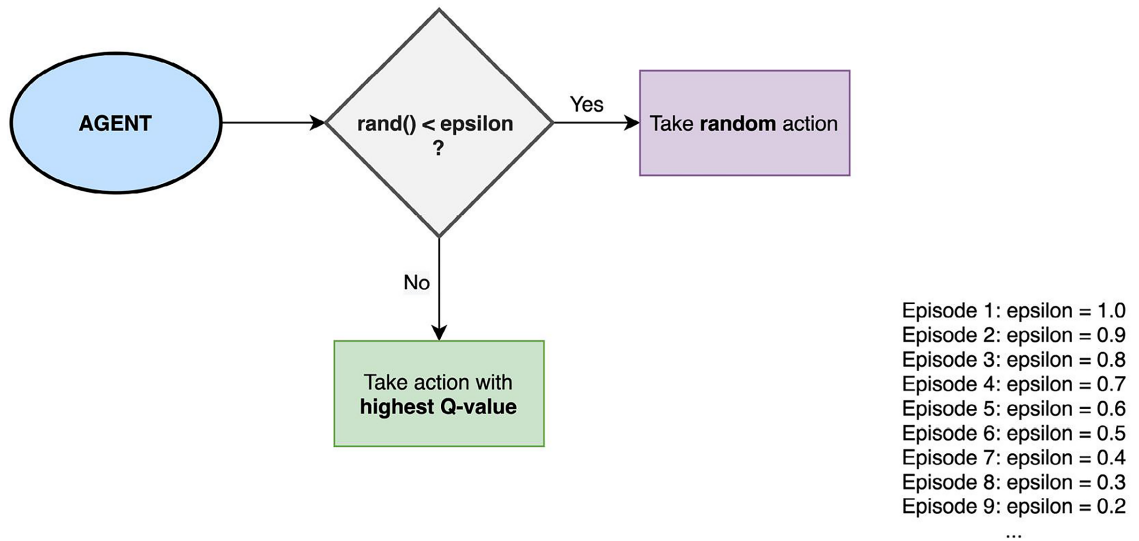 AGENT
rand() < epsilon
?
Yes
Take random action
No
Take action with
highest Q-value
Episode 1: epsilon = 1.0
Episode 2: epsilon = 0.9
Episode 3: epsilon = 0.8
Episode 4: epsilon = 0.7
Episode 5: epsilon = 0.6
Episode 6: epsilon = 0.5
Episode 7: epsilon = 0.4
Episode 8: epsilon = 0.3
Episode 9: epsilon = 0.2
...